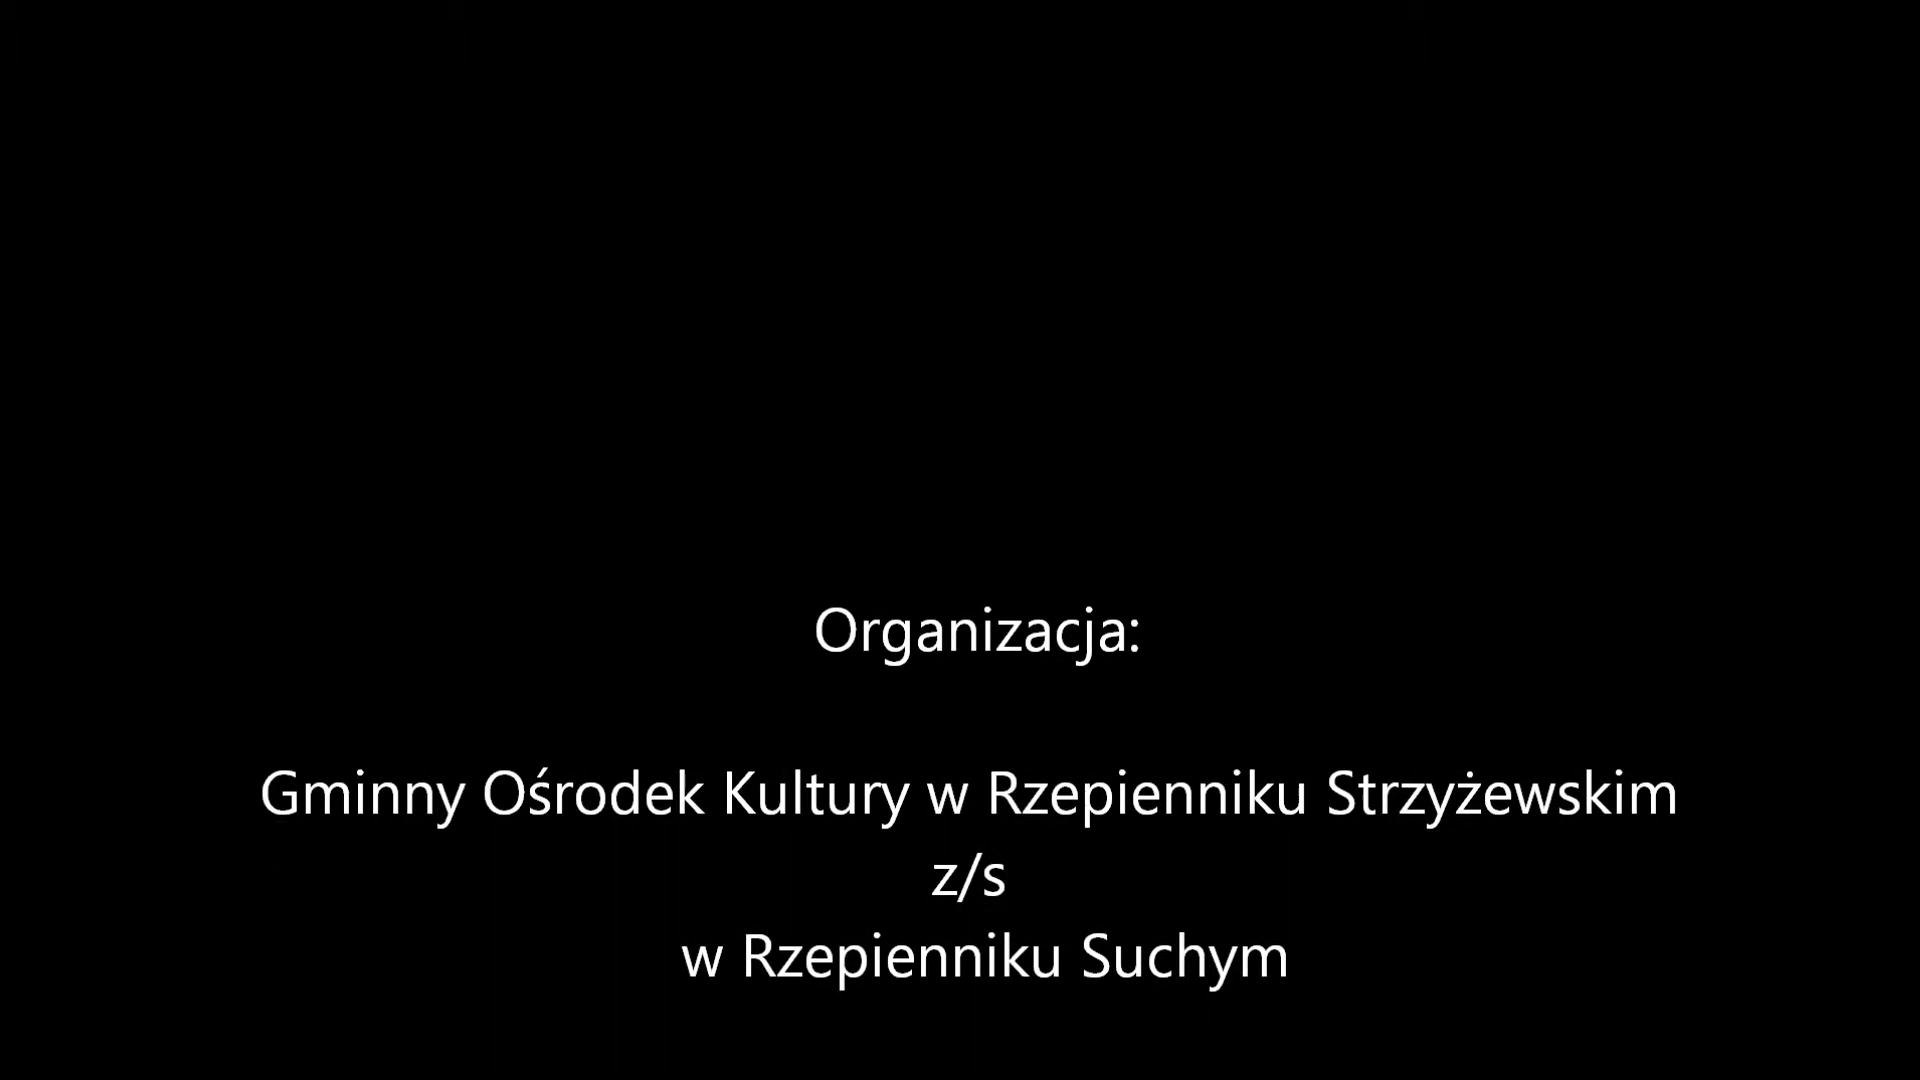 Organizacja:
Gminny Ośrodek Kultury w Rzepienniku Strzyżewskim
z/s
w Rzepienniku Suchym